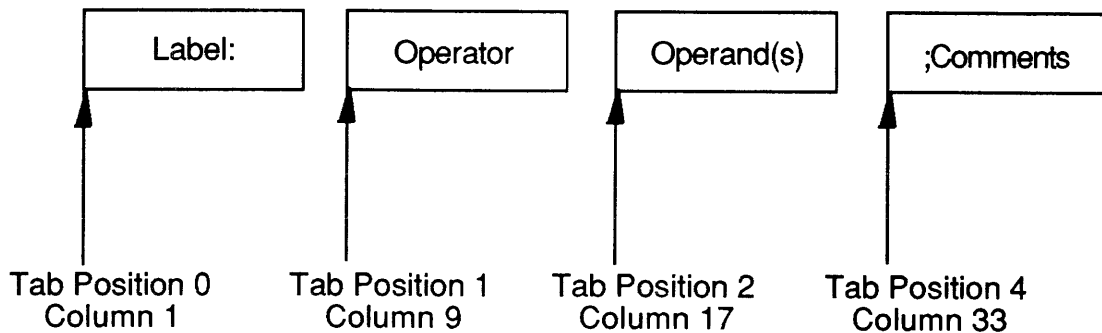 Label:
Operator
Operand(s)
;Comments
Tab Position 0
Column 1
Tab Position 1
Column 9
Tab Position 2
Column 17
Tab Position 4
Column 33